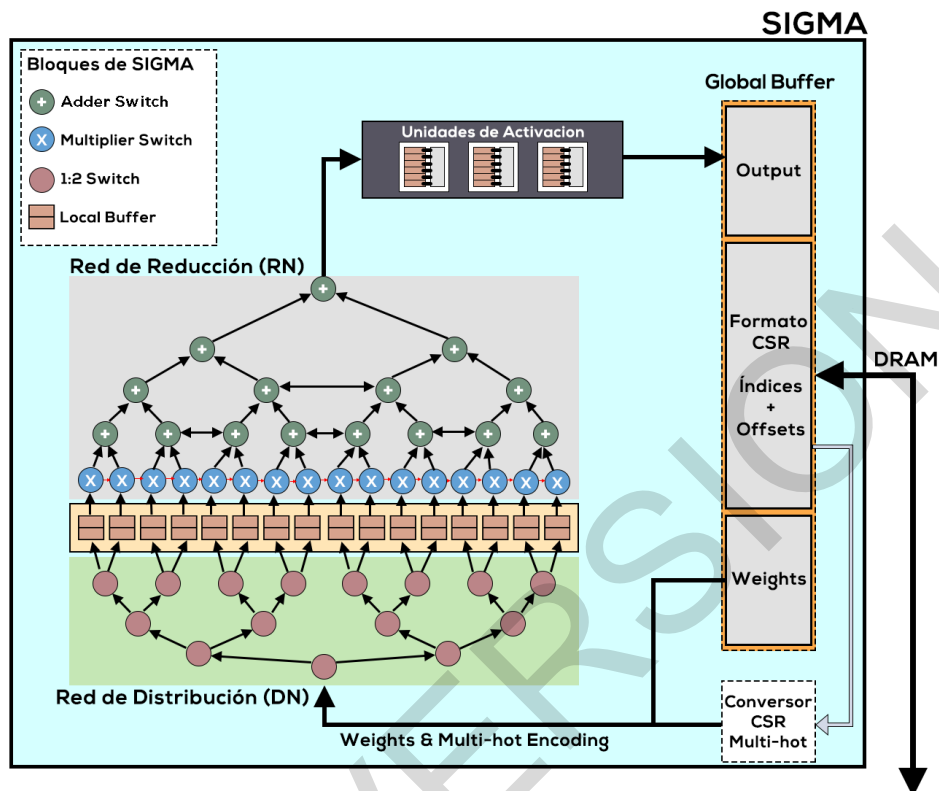 SIGMA
Bloques de SIGMA
+ Adder Switch
X Multiplier Switch
1:2 Switch
Local Buffer
Unidades de Activacion
Global Buffer
Output
Formato
CSR
Índices
+
Offsets
Weights
DRAM
Red de Reducción (RN)
+
+ +
+ + + +
+ + + + + + + +
X X X X X X X X X X X X X X X X
Red de Distribución (DN)
Weights & Multi-hot Encoding
Conversor
CSR
Multi-hot
VERSION